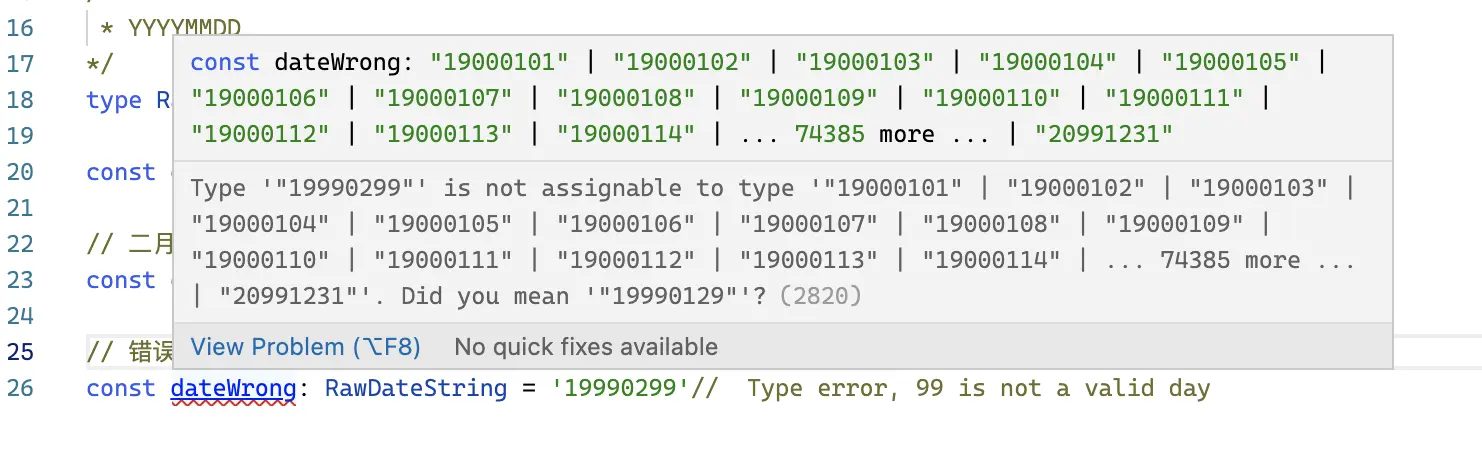 16 * YYYYMMDD
const dateWrong: "19000101" | "19000102" | "19000103" | "19000104" | "19000105" |
17 */
"19000106" | "19000107" | "19000108" | "19000109" | "19000110" | "19000111" |
18 type R
"19000112" | "19000113" | "19000114" | ... 74385 more ... | "20991231"
19
20 const
Type '"19990299"' is not assignable to type '"19000101" | "19000102" | "19000103" |
21
"19000104" | "19000105" | "19000106" | "19000107" | "19000108" | "19000109" |
22 // 二月
"19000110" | "19000111" | "19000112" | "19000113" | "19000114" | ... 74385 more ...
23 const
| "20991231"'. Did you mean '"19990129"'? (2820)
24
25 // 错误
View Problem (⌥F8) No quick fixes available
26 const dateWrong: RawDateString = '19990299'//  Type error, 99 is not a valid day